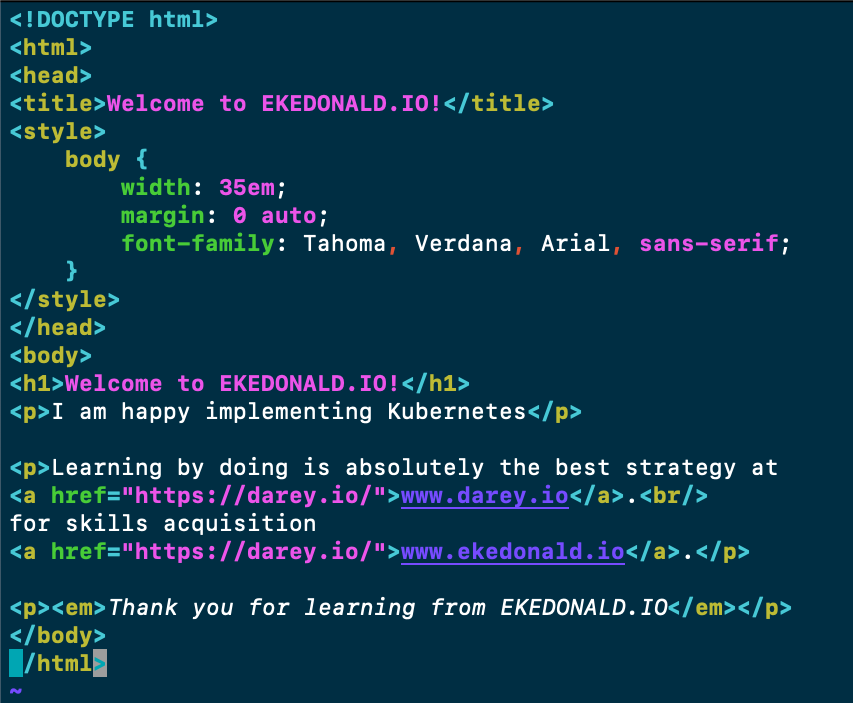 <!DOCTYPE html>
<html>
<head>
<title>Welcome to EKEDONALD.IO!</title>
<style>
    body {
        width: 35em;
        margin: 0 auto;
        font-family: Tahoma, Verdana, Arial, sans-serif;
    }
</style>
</head>
<body>
<h1>Welcome to EKEDONALD.IO!</h1>
<p>I am happy implementing Kubernetes</p>

<p>Learning by doing is absolutely the best strategy at
<a href="https://darey.io/">www.darey.io</a>.<br/>
for skills acquisition
<a href="https://darey.io/">www.ekedonald.io</a>.</p>

<p><em>Thank you for learning from EKEDONALD.IO</em></p>
</body>
</html>
~